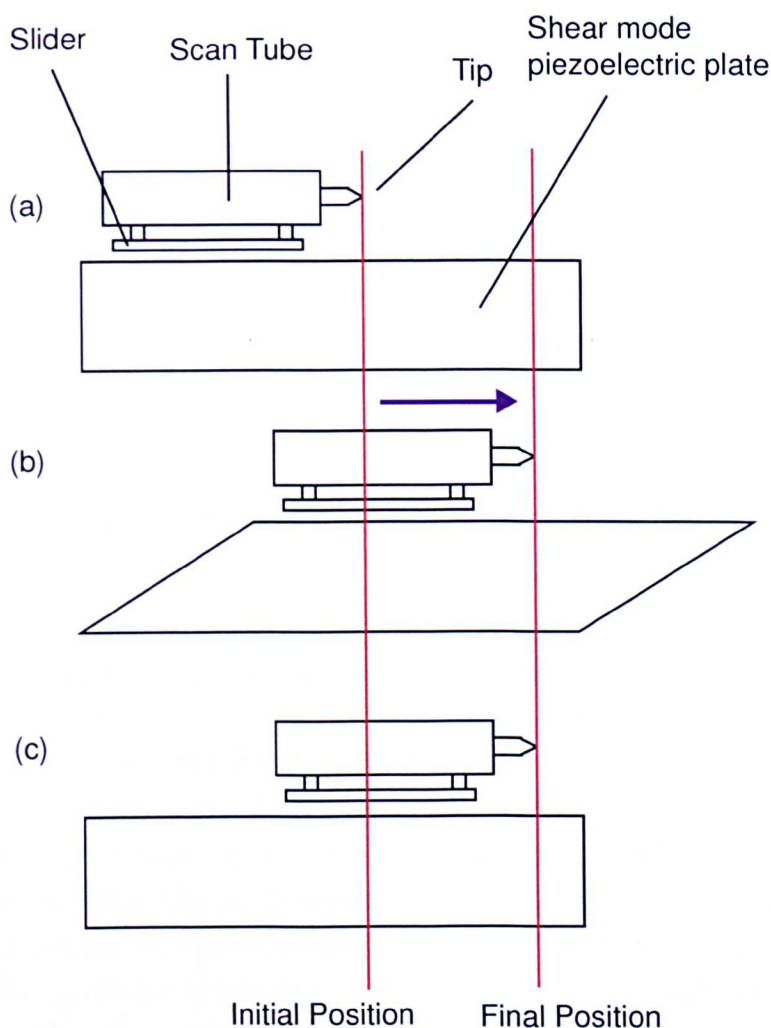 Slider
Scan Tube
Tip
Shear mode
piezoelectric plate
(a)
(b)
(c)
Initial Position
Final Position